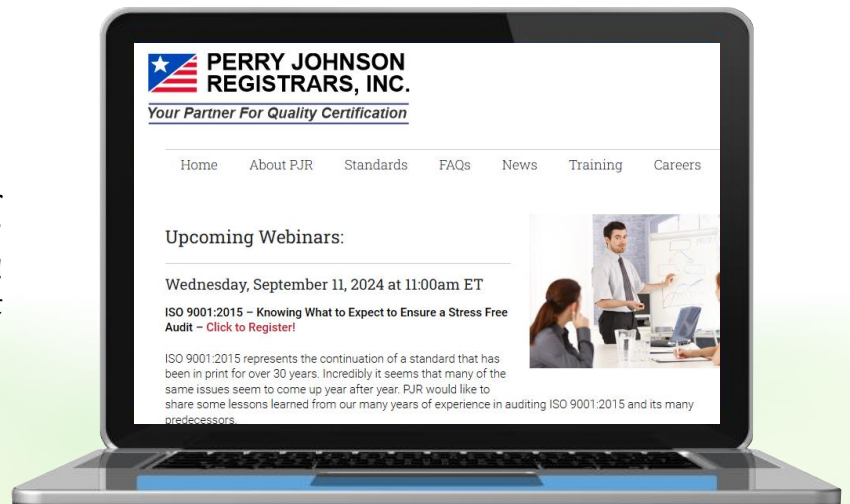 PERRY JOHNSON
REGISTRARS, INC.
Your Partner For Quality Certification
Home About PJR Standards FAQs News Training Careers
Upcoming Webinars:
Wednesday, September 11, 2024 at 11:00am ET
ISO 9001:2015 – Knowing What to Expect to Ensure a Stress Free
Audit – Click to Register!
ISO 9001:2015 represents the continuation of a standard that has
been in print for over 30 years. Incredibly it seems that many of the
same issues seem to come up year after year. PJR would like to
share some lessons learned from our many years of experience in auditing ISO 9001:2015 and its many
predecessors.